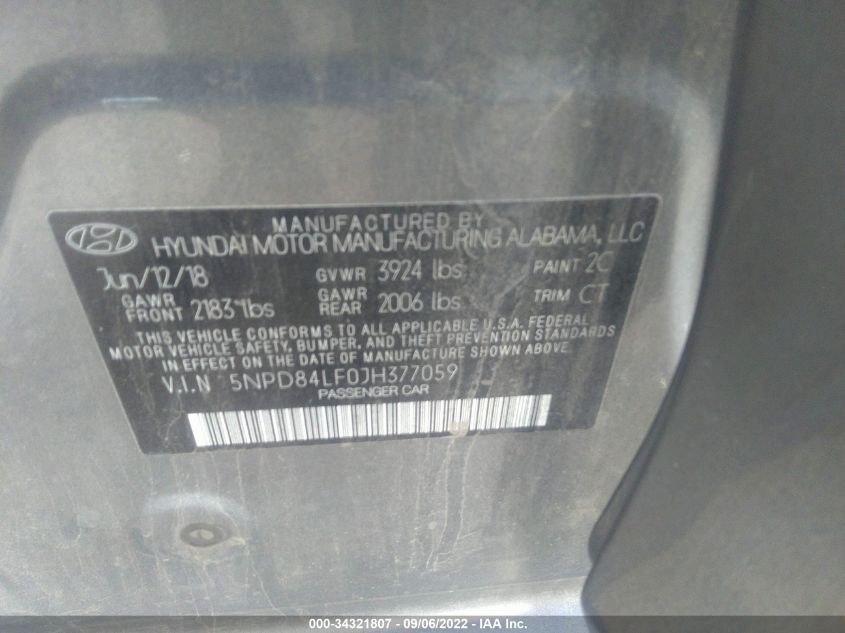 MANUFACTURED BY
HYUNDAI MOTOR MANUFACTURING ALABAMA, LLC
Jun/12/18 GVWR 3924 lbs PAINT 2C
GAWR FRONT 2183 lbs GAWR REAR 2006 lbs TRIM CT
THIS VEHICLE CONFORMS TO ALL APPLICABLE U.S.A. FEDERAL
MOTOR VEHICLE SAFETY, BUMPER, AND THEFT PREVENTION STANDARDS
IN EFFECT ON THE DATE OF MANUFACTURE SHOWN ABOVE.
V.I.N 5NPD84LF0JH377059
PASSENGER CAR
000-34321807 - 09/06/2022 - IAA Inc.